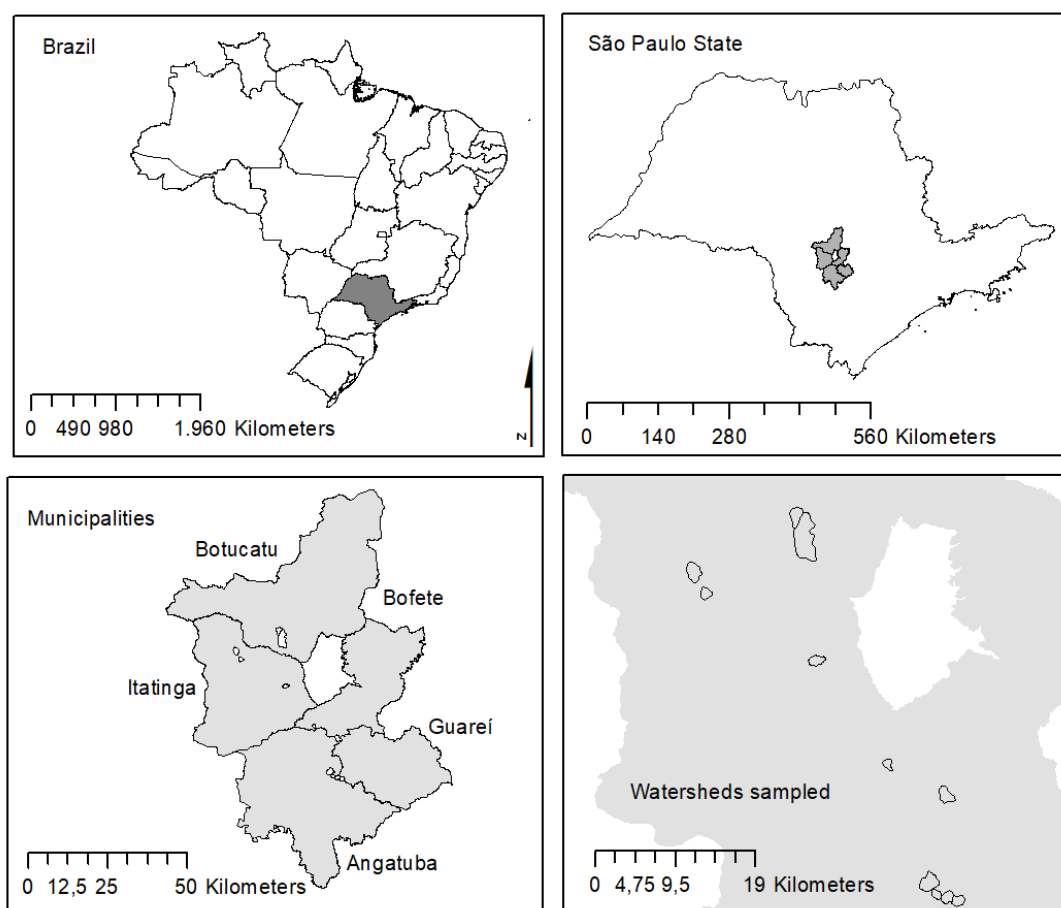 Brazil
0 490 980 1.960 Kilometers
z
São Paulo State
0 140 280 560 Kilometers
Municipalities
Botucatu
Bofete
Itatinga
Guareí
Angatuba
0 12,5 25 50 Kilometers
Watersheds sampled
0 4,75 9,5 19 Kilometers